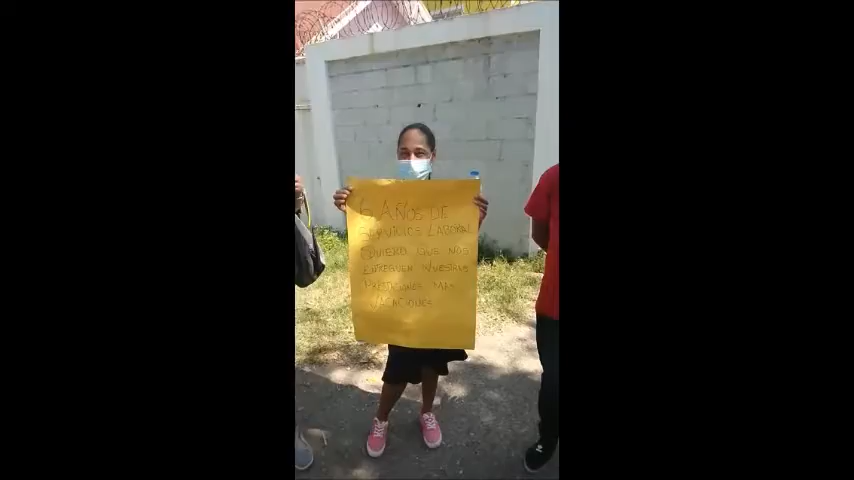 6 AÑOS DE
SERVICIOS LABORAL
QUIERO QUE NOS
ENTREGUEN NUESTRAS
PRESTACIONES MAS
VACACIONES